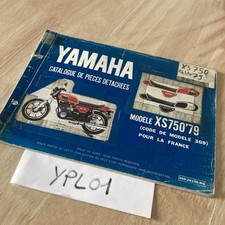 XS 750
YAMAHA
CATALOGUE DE PIECES DETACHEES
MODELE XS750'79
(CODE DE MODELE 3G9)
POUR LA FRANCE
YPL01